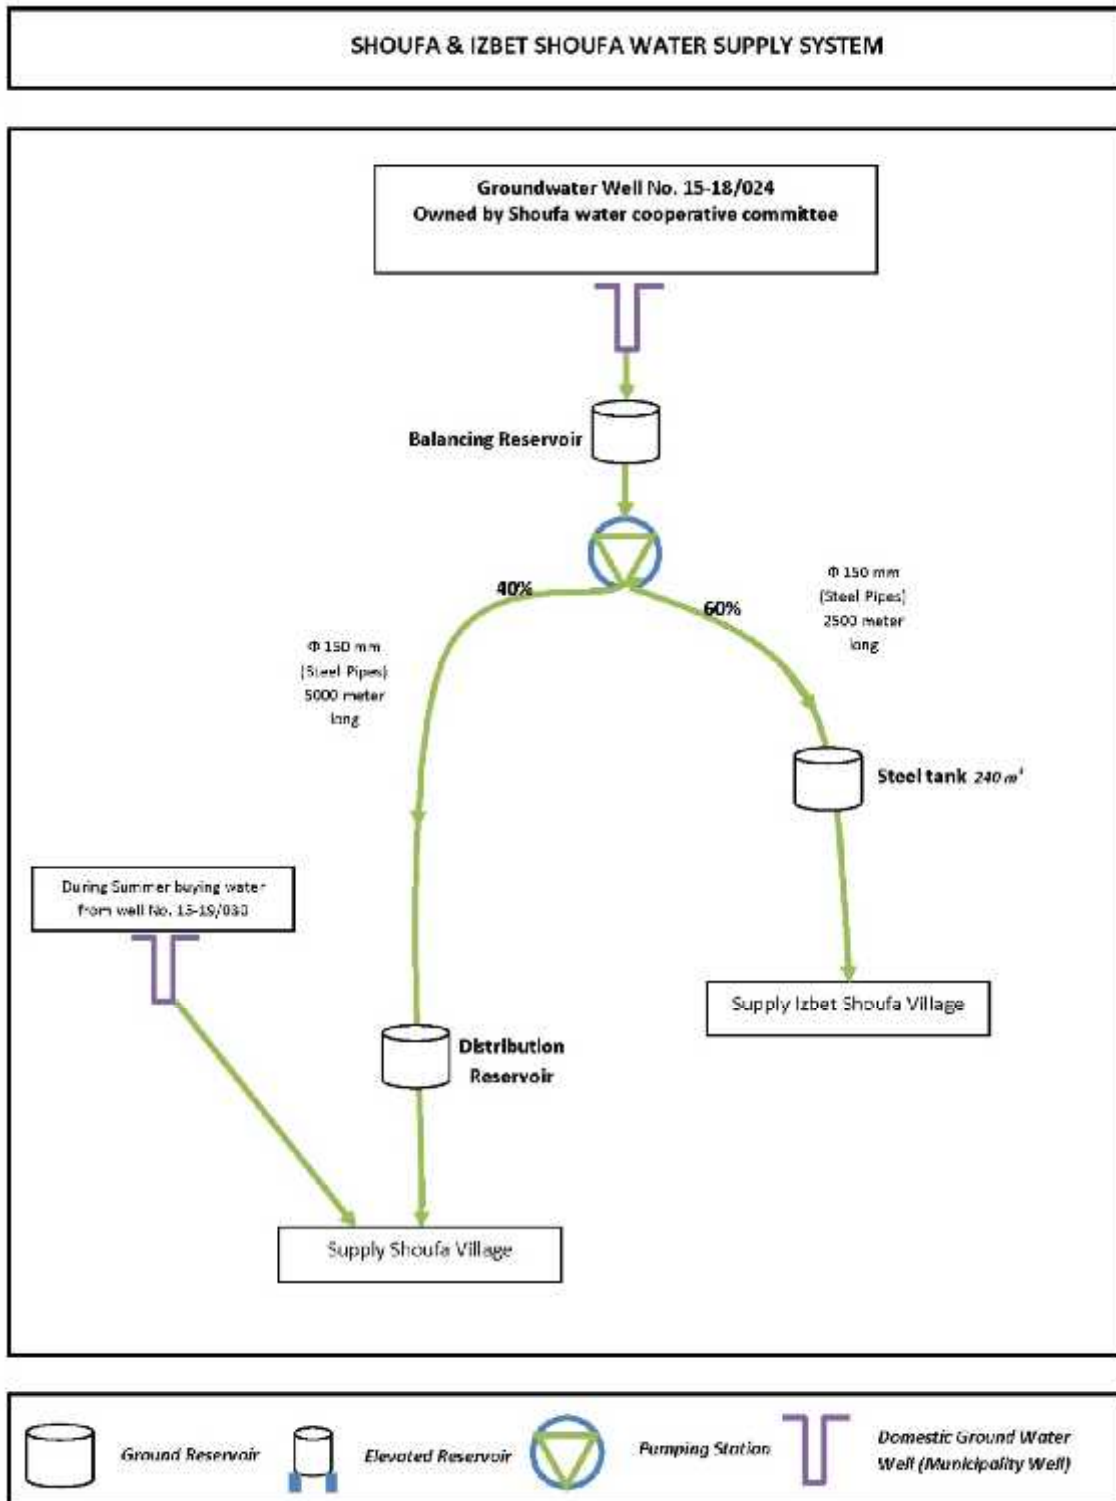 SHOUFA & IZBET SHOUFA WATER SUPPLY SYSTEM
Groundwater Well No. 15-18/024
Owned by Shoufa water cooperative committee
Balancing Reservoir
40%
60%
Φ 150 mm
(Steel Pipes)
2500 meter
long
Φ 150 mm
(Steel Pipes)
5000 meter
long
Steel tank 240 m³
During Summer buying water
from well No. 15-19/030
Supply Izbet Shoufa Village
Distribution
Reservoir
Supply Shoufa Village
Ground Reservoir
Elevated Reservoir
Pumping Station
Domestic Ground Water
Well (Municipality Well)